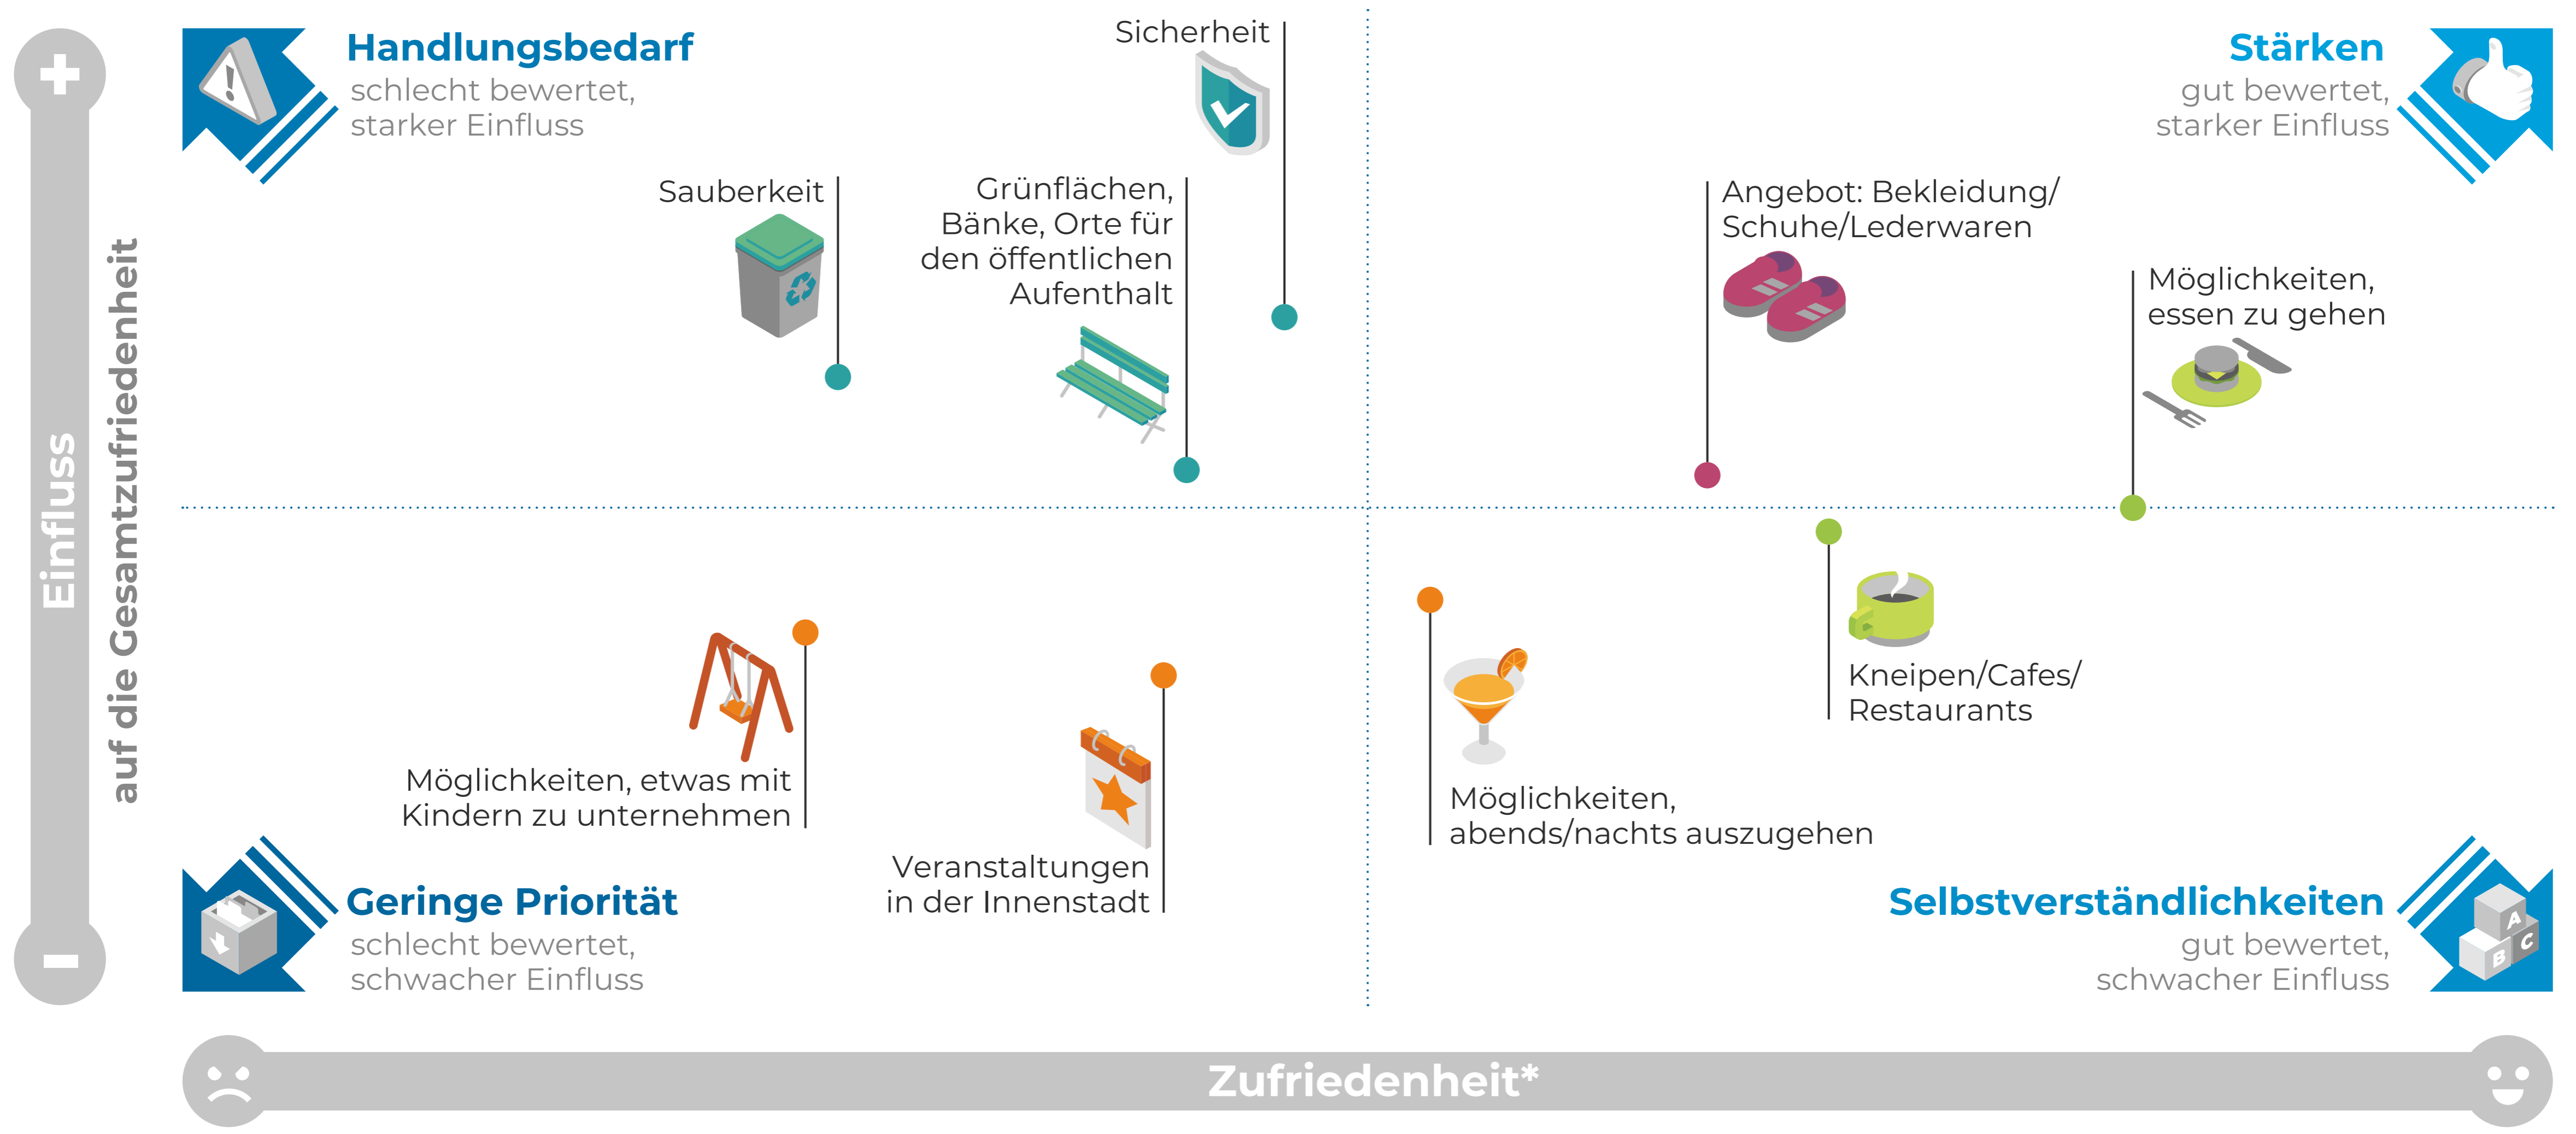 Handlungsbedarf
schlecht bewertet,
starker Einfluss
Sicherheit
Stärken
gut bewertet,
starker Einfluss
Sauberkeit
Grünflächen,
Bänke, Orte für
den öffentlichen
Aufenthalt
Angebot: Bekleidung/
Schuhe/Lederwaren
Möglichkeiten,
essen zu gehen
Einfluss
auf die Gesamtzufriedenheit
Möglichkeiten, etwas mit
Kindern zu unternehmen
Veranstaltungen
in der Innenstadt
Möglichkeiten,
abends/nachts auszugehen
Kneipen/Cafes/
Restaurants
Geringe Priorität
schlecht bewertet,
schwacher Einfluss
Selbstverständlichkeiten
gut bewertet,
schwacher Einfluss
A
B
C
Zufriedenheit*